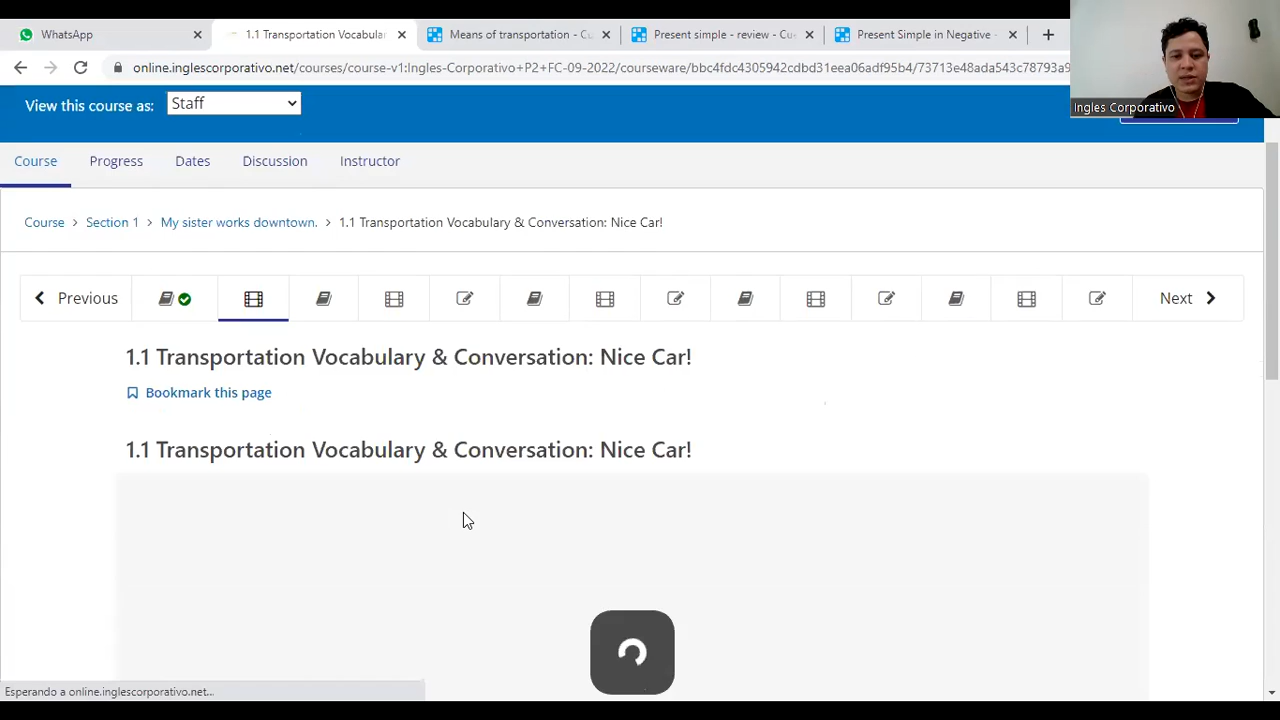 WhatsApp
1.1 Transportation Vocabular
Means of transportation - C
Present simple - review - Cu
Present Simple in Negative -
online.inglescorporativo.net/courses/course-v1:Ingles-Corporativo+P2+FC-09-2022/courseware/bbc4fdc4305942cdbd31eea06adf95b4/73713e48ada543c78793a9
Ingles Corporativo
View this course as:
Staff
Course
Progress
Dates
Discussion
Instructor
Course > Section 1 > My sister works downtown. > 1.1 Transportation Vocabulary & Conversation: Nice Car!
Previous
Next
1.1 Transportation Vocabulary & Conversation: Nice Car!
Bookmark this page
1.1 Transportation Vocabulary & Conversation: Nice Car!
Esperando a online.inglescorporativo.net...